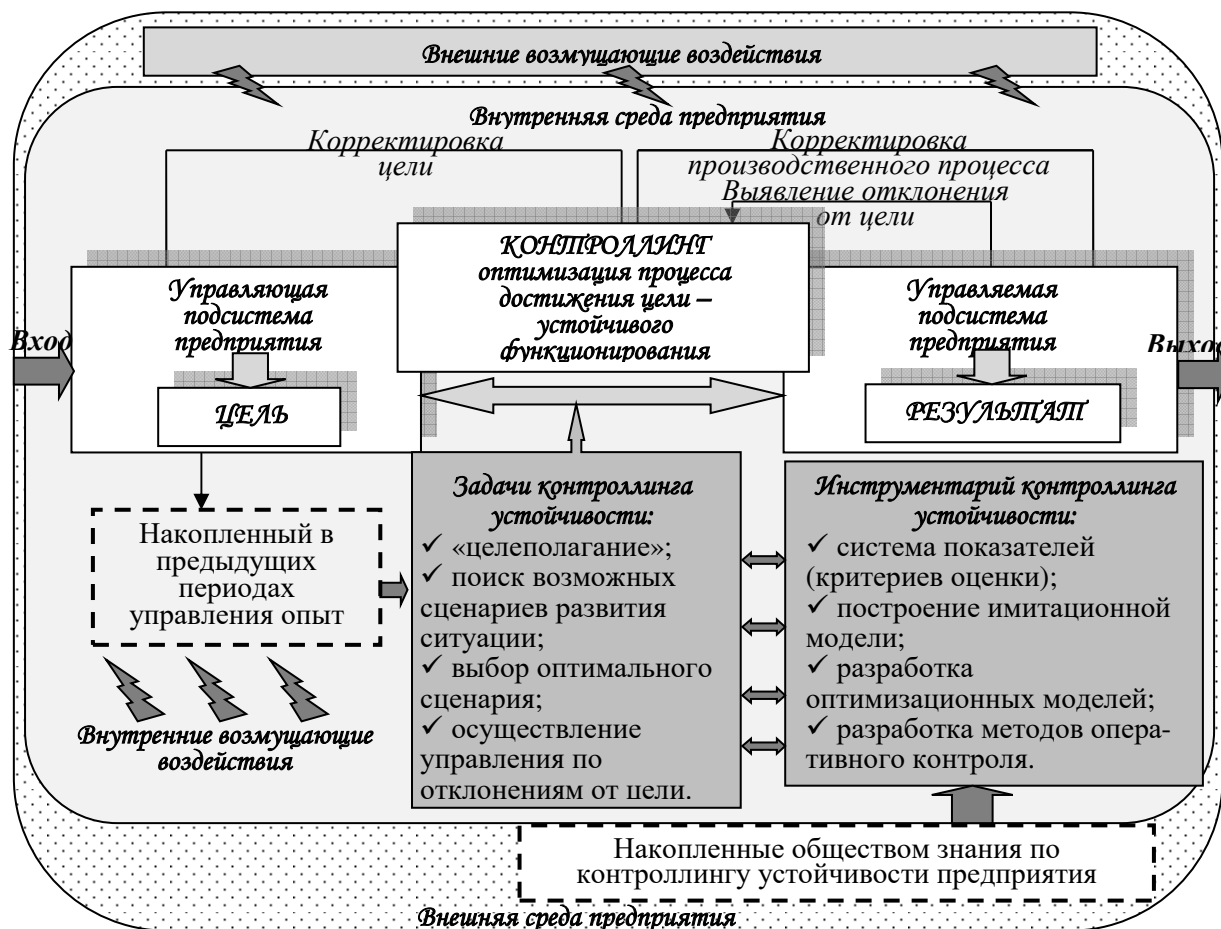 Внешние возмущающие воздействия
Внутренняя среда предприятия
Корректировка
цели
Корректировка
производственного процесса
Выявление отклонения
от цели
КОНТРОЛЛИНГ
оптимизация процесса
достижения цели –
устойчивого
функционирования
Управляющая
подсистема
предприятия
Управляемая
подсистема
предприятия
Вход
Выход
ЦЕЛЬ
РЕЗУЛЬТАТ
Накопленный в
предыдущих
периодах
управления опыт
Задачи контроллинга
устойчивости:
✓ «целеполагание»;
✓ поиск возможных
сценариев развития
ситуации;
✓ выбор оптимального
сценария;
✓ осуществление
управления по
отклонениям от цели.
Инструментарий контроллинга
устойчивости:
✓ система показателей
(критериев оценки);
✓ построение имитационной
модели;
✓ разработка
оптимизационных моделей;
✓ разработка методов опера-
тивного контроля.
Внутренние возмущающие
воздействия
Накопленные обществом знания по
контроллингу устойчивости предприятия
Внешняя среда предприятия